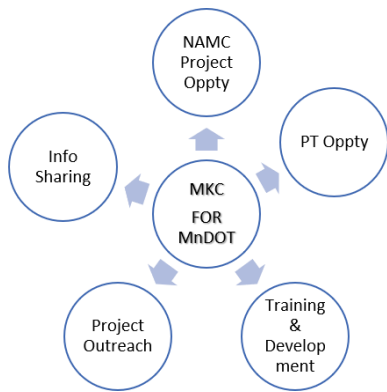 NAMC
Project
Oppty
PT Oppty
Info
Sharing
MKC
FOR
MnDOT
Project
Outreach
Training
&
Develop
ment